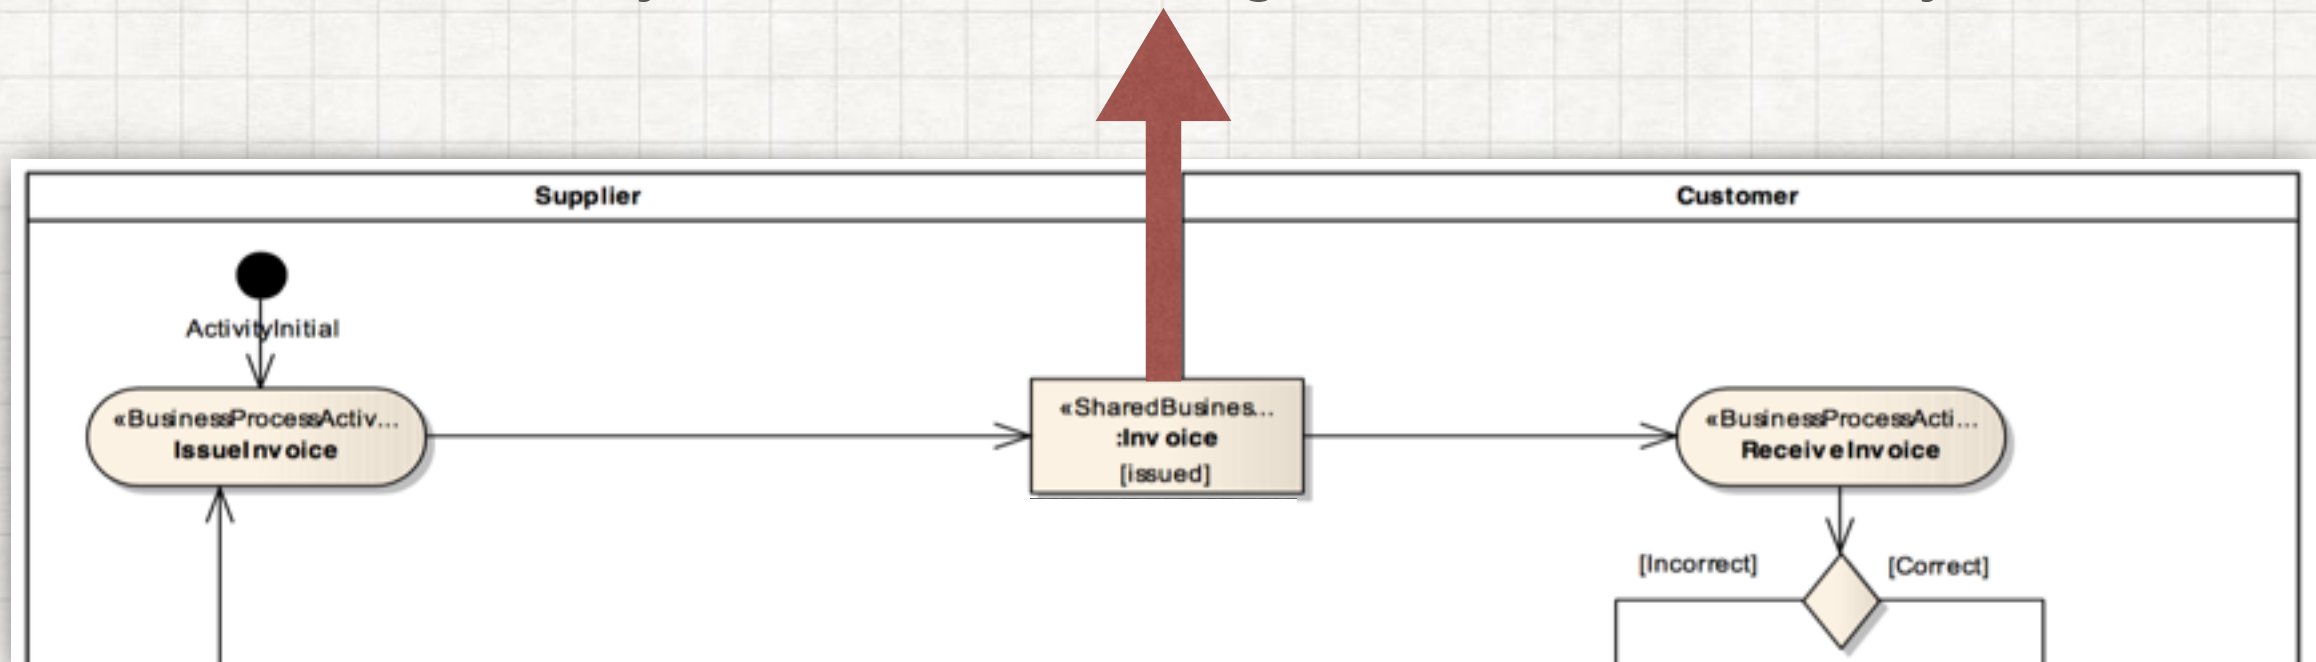 Supplier
Customer
ActivityInitial
«BusinessProcessActiv...
IssueInvoice
«SharedBusines...
:Invoice
[issued]
«BusinessProcessActi...
ReceiveInvoice
[Incorrect]
[Correct]